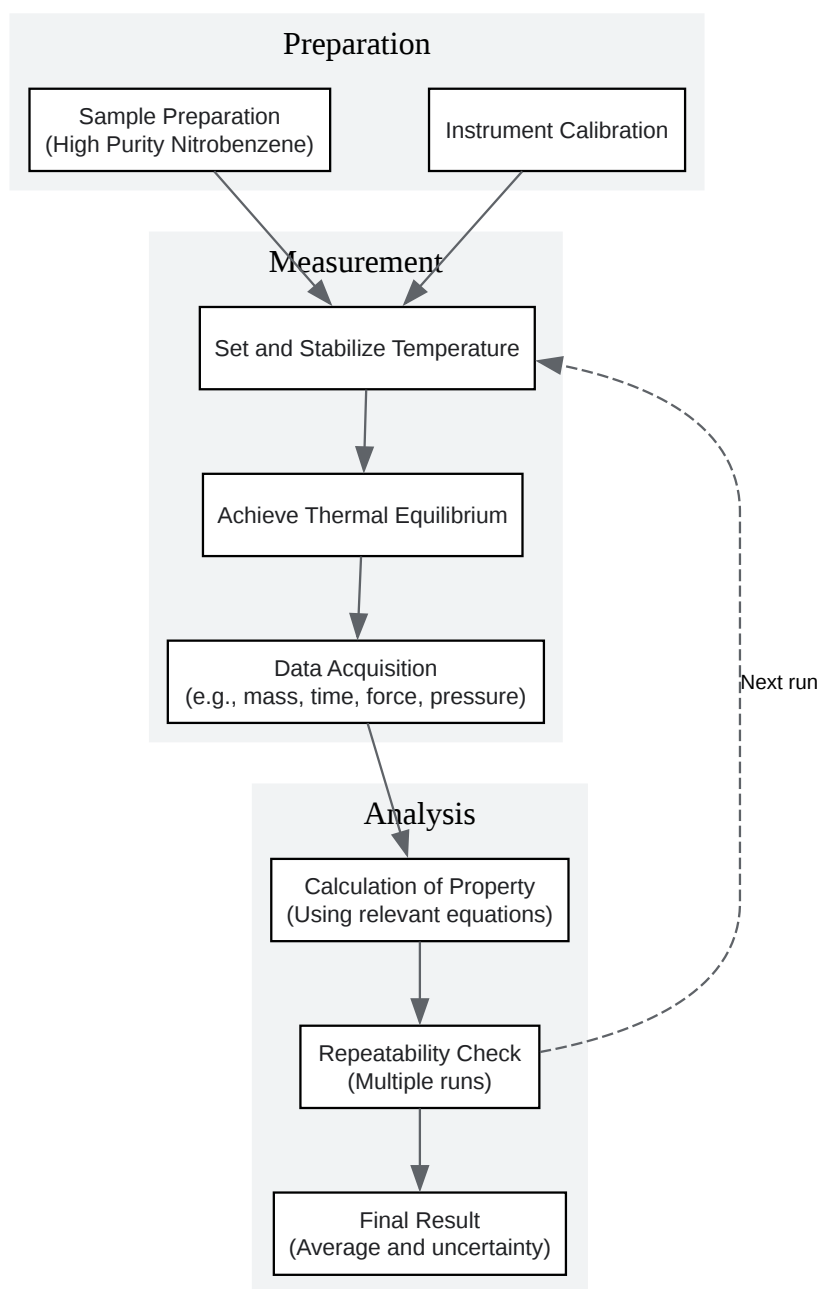 Preparation
Sample Preparation
(High Purity Nitrobenzene)
Instrument Calibration
Measurement
Set and Stabilize Temperature
Achieve Thermal Equilibrium
Data Acquisition
(e.g., mass, time, force, pressure)
Next run
Analysis
Calculation of Property
(Using relevant equations)
Repeatability Check
(Multiple runs)
Final Result
(Average and uncertainty)